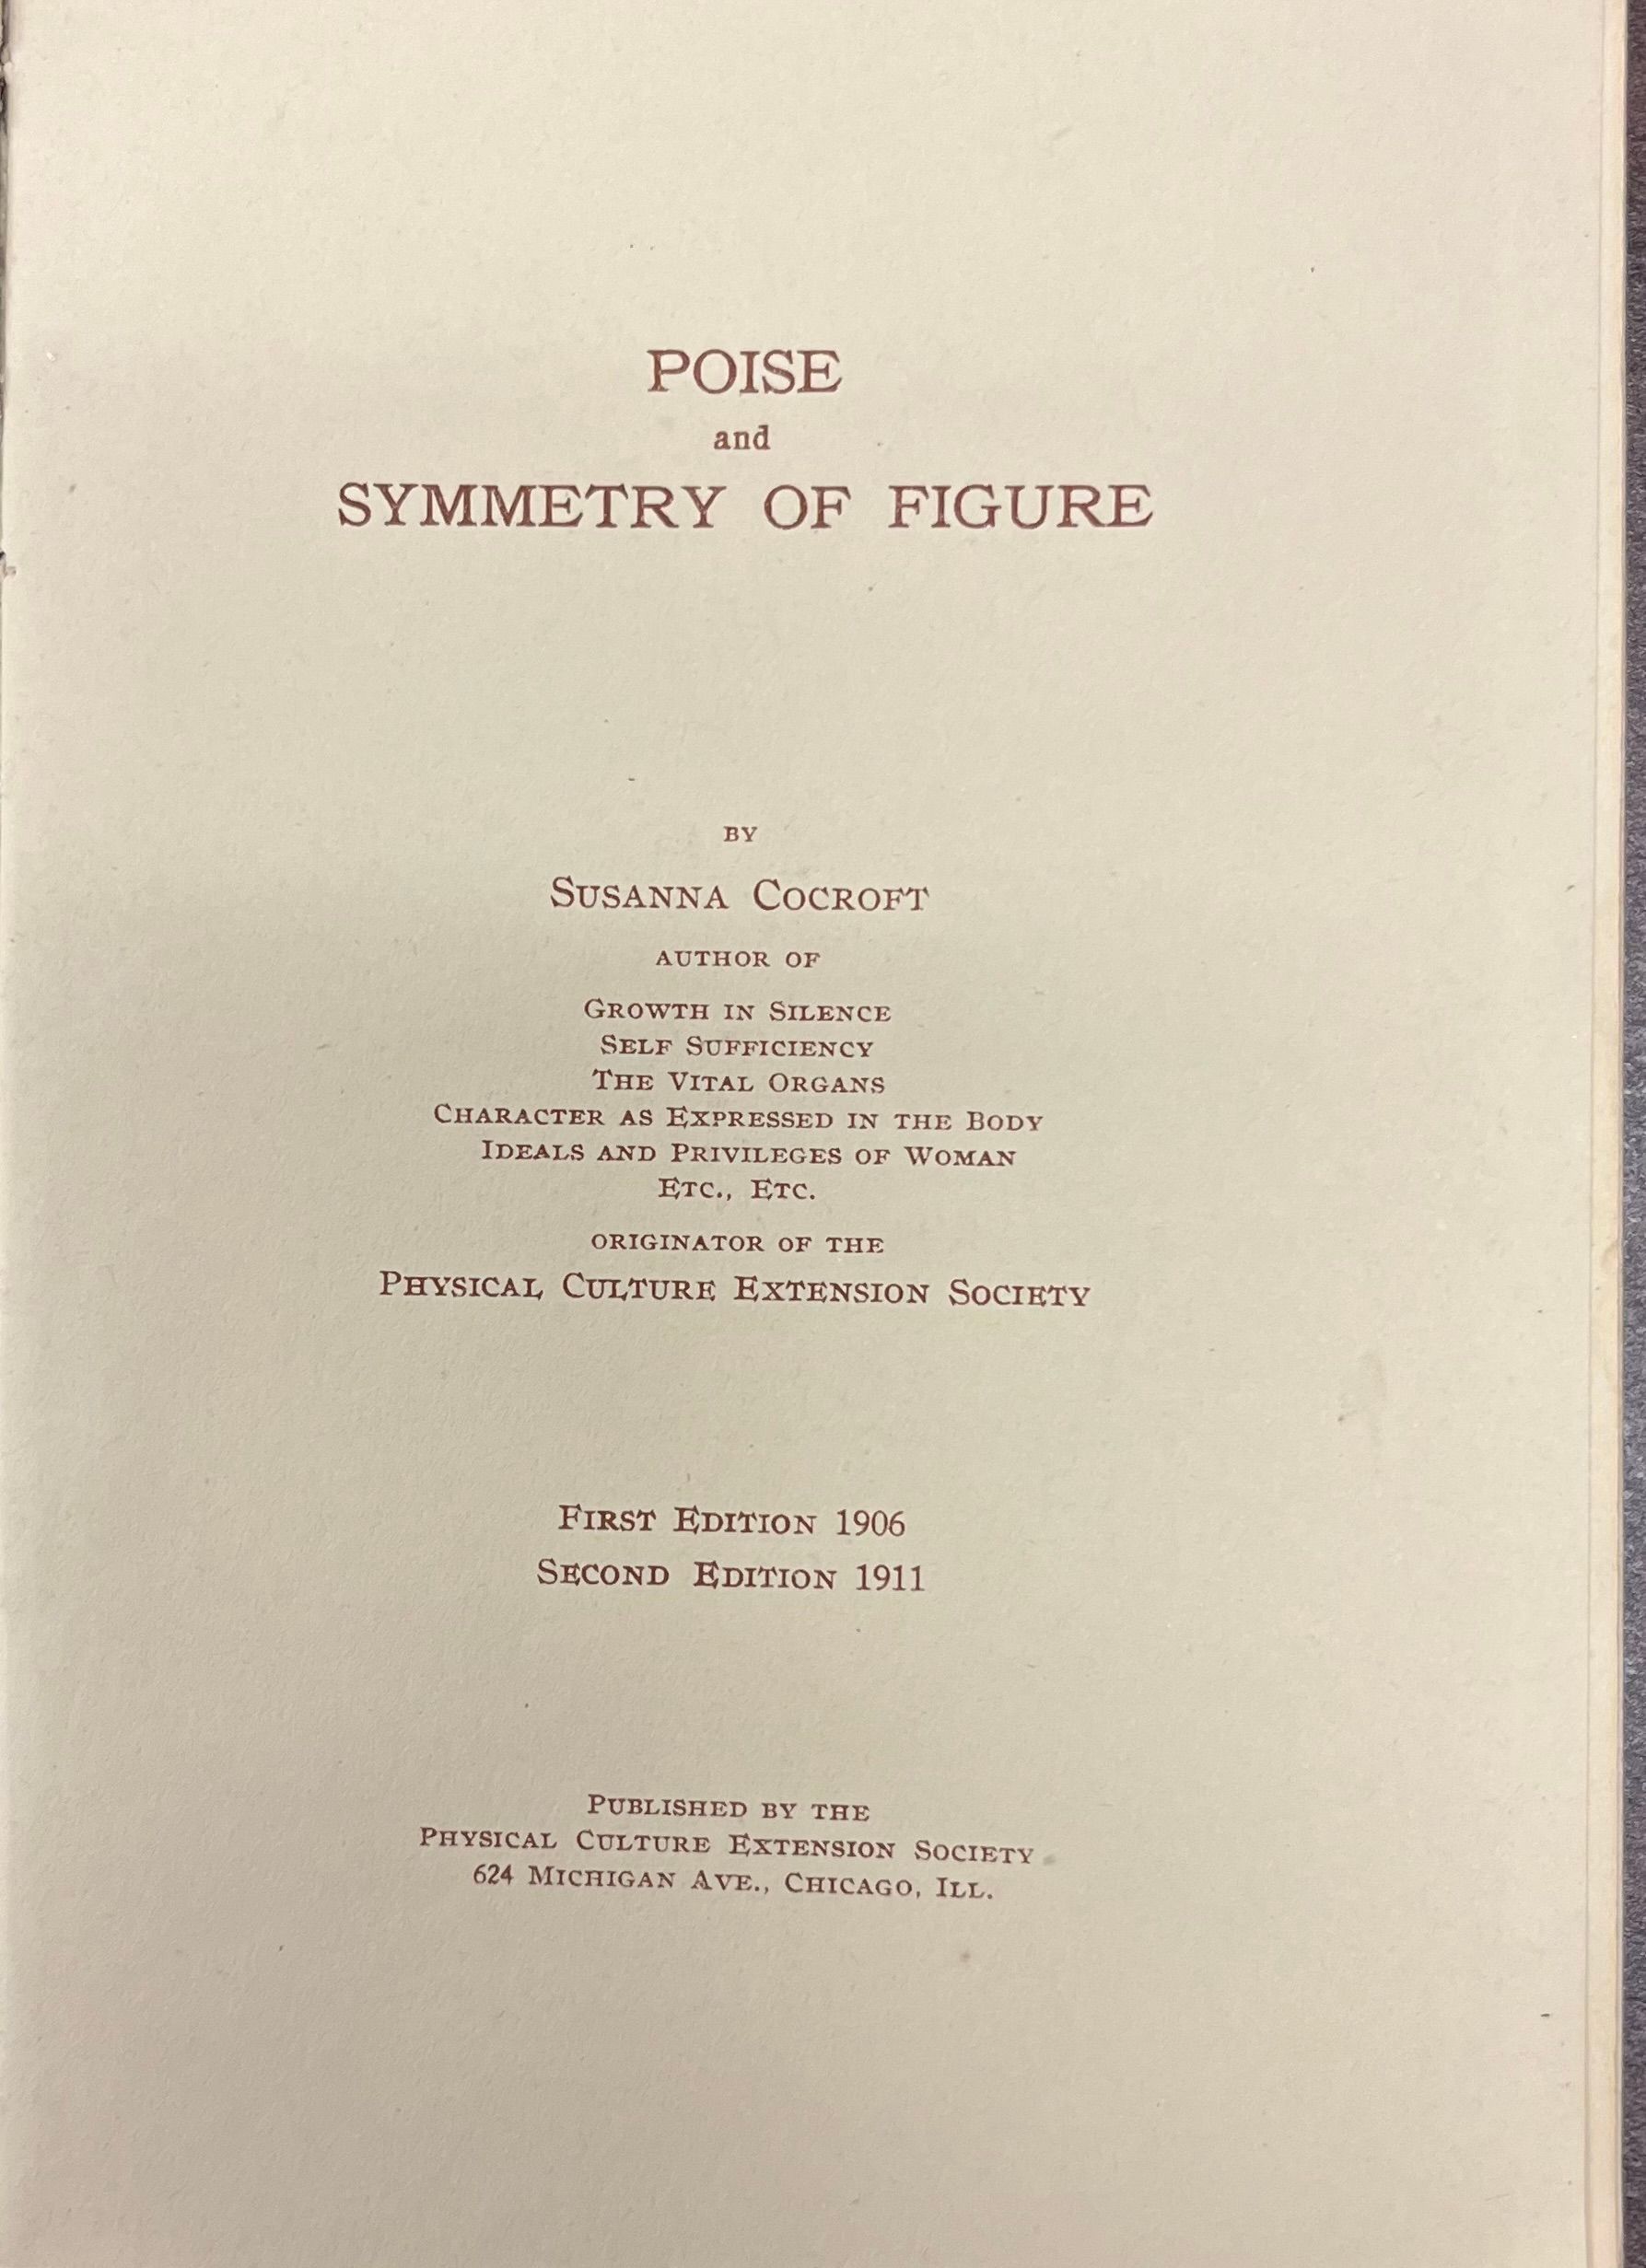 POISE
and
SYMMETRY OF FIGURE
BY
SUSANNA COCROFT
AUTHOR OF
GROWTH IN SILENCE
SELF SUFFICIENCY
THE VITAL ORGANS
CHARACTER AS EXPRESSED IN THE BODY
IDEALS AND PRIVILEGES OF WOMAN
ETC., ETC.
ORIGINATOR OF THE
PHYSICAL CULTURE EXTENSION SOCIETY
FIRST EDITION 1906
SECOND EDITION 1911
PUBLISHED BY THE
PHYSICAL CULTURE EXTENSION SOCIETY
624 MICHIGAN AVE., CHICAGO, ILL.